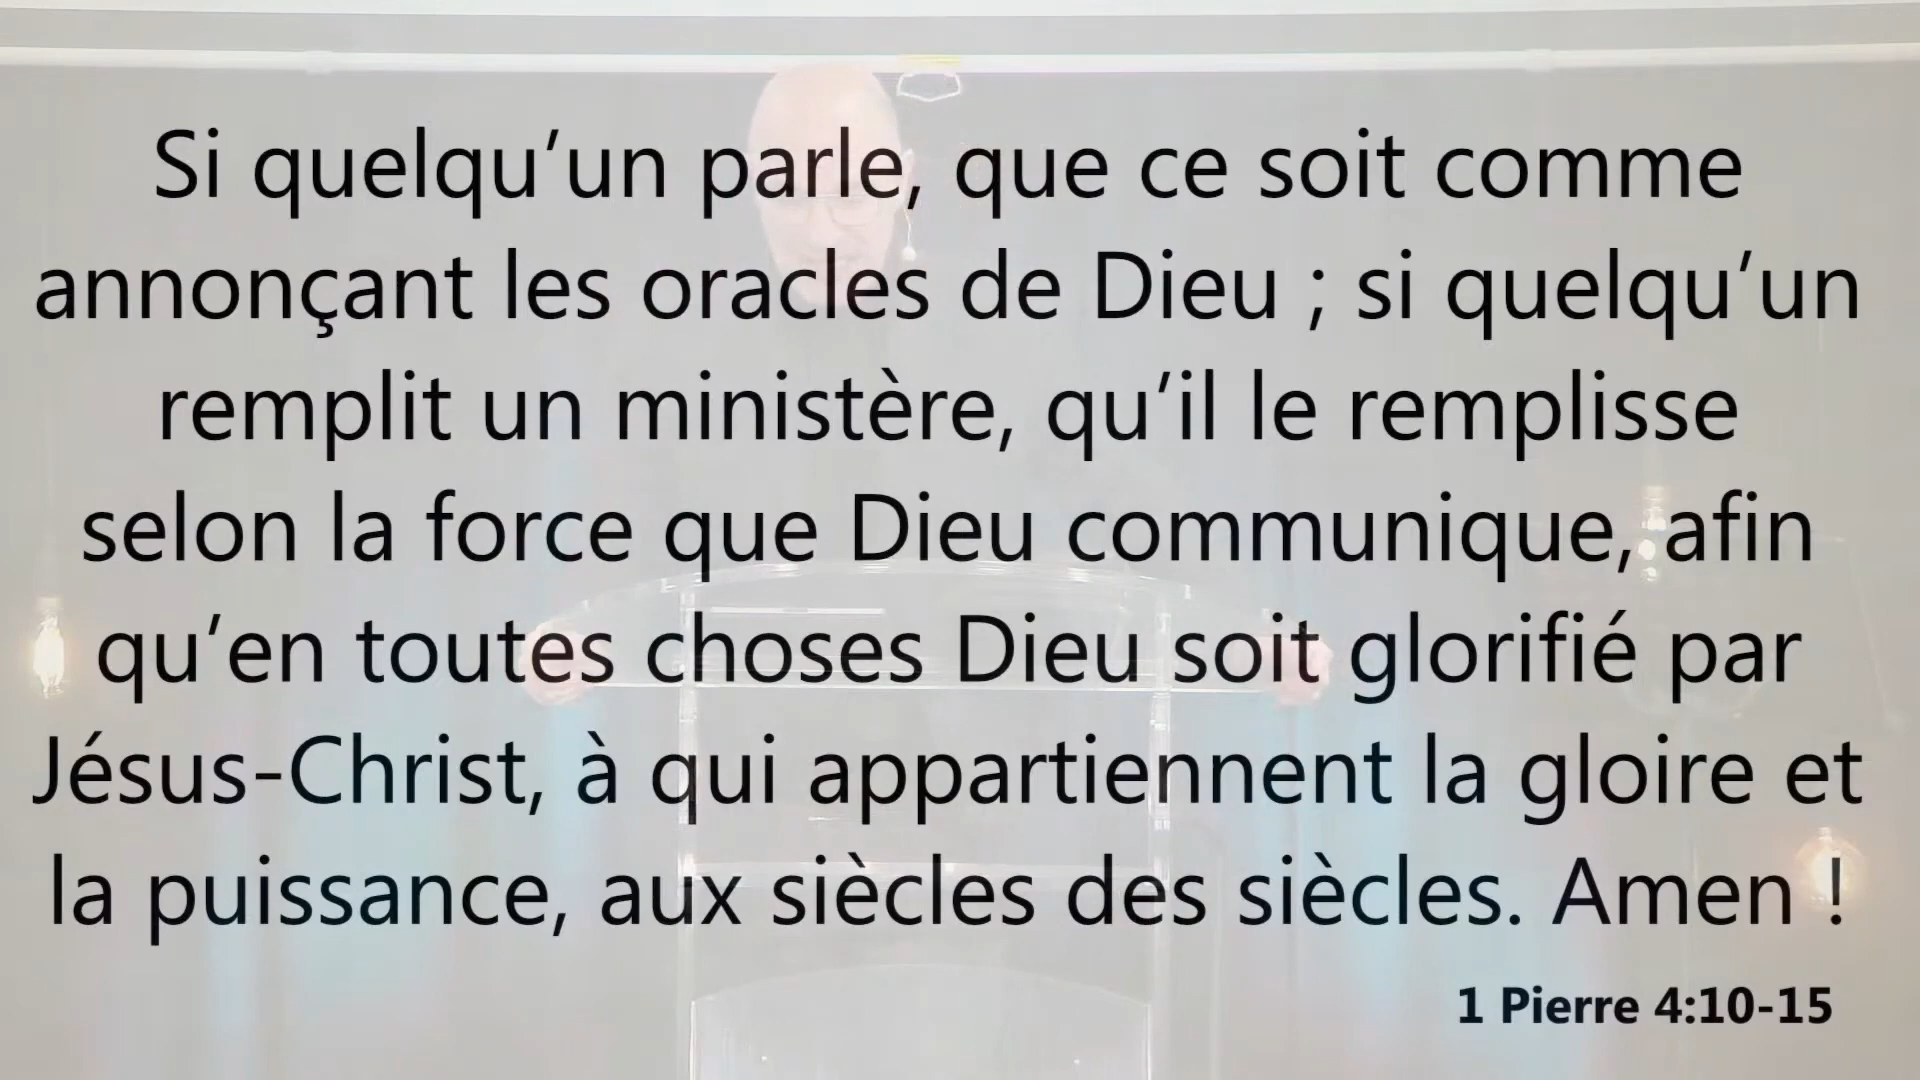 Si quelqu’un parle, que ce soit comme
annonçant les oracles de Dieu ; si quelqu’un
remplit un ministère, qu’il le remplisse
selon la force que Dieu communique, afin
qu’en toutes choses Dieu soit glorifié par
Jésus-Christ, à qui appartiennent la gloire et
la puissance, aux siècles des siècles. Amen !
1 Pierre 4:10-15